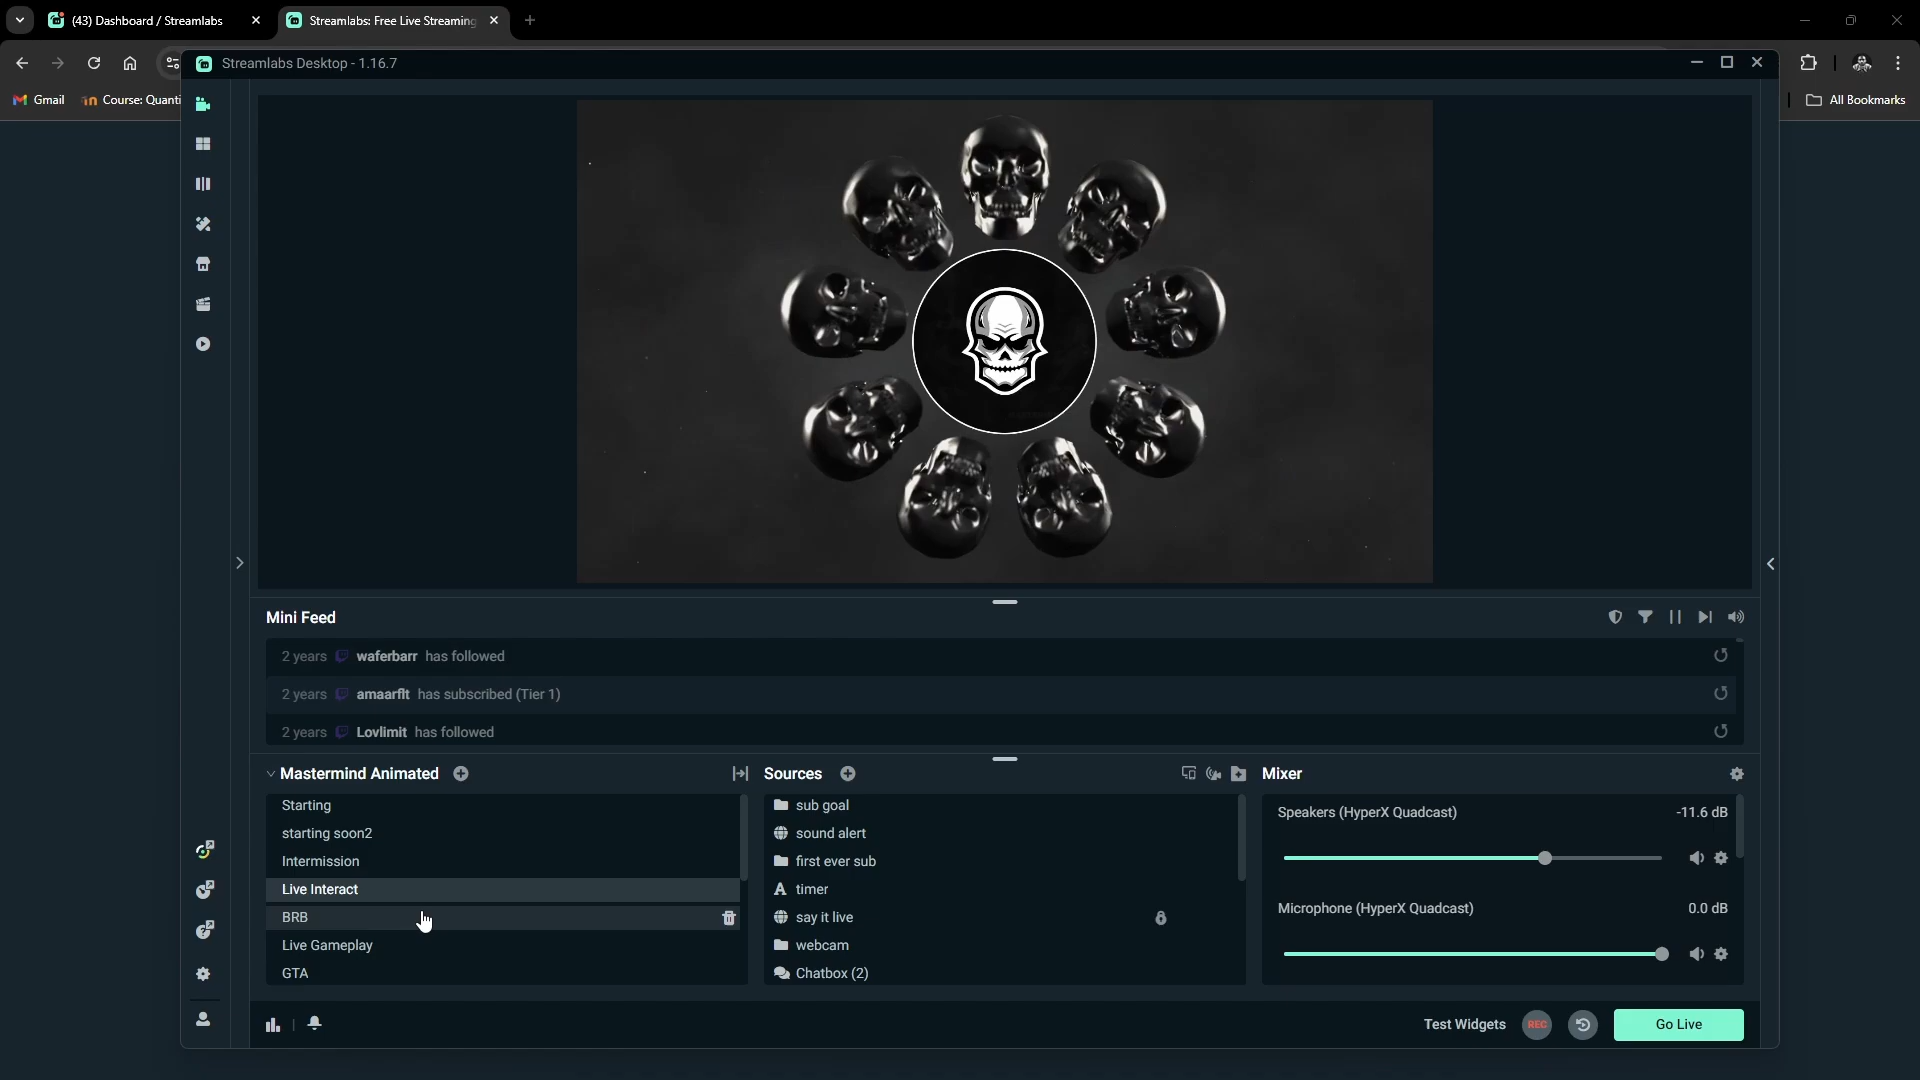 (43) Dashboard / Streamlabs
Streamlabs: Free Live Streaming
Gmail
Course: Quanti
All Bookmarks
Streamlabs Desktop - 1.16.7
Mini Feed
2 years waferbarr has followed
2 years amaarflt has subscribed (Tier 1)
2 years Lovlimit has followed
Mastermind Animated
Starting
starting soon2
Intermission
Live Interact
BRB
Live Gameplay
GTA
Sources
sub goal
sound alert
first ever sub
timer
say it live
webcam
Chatbox (2)
Mixer
Speakers (HyperX Quadcast) -11.6 dB
Microphone (HyperX Quadcast) 0.0 dB
Test Widgets
REC
Go Live